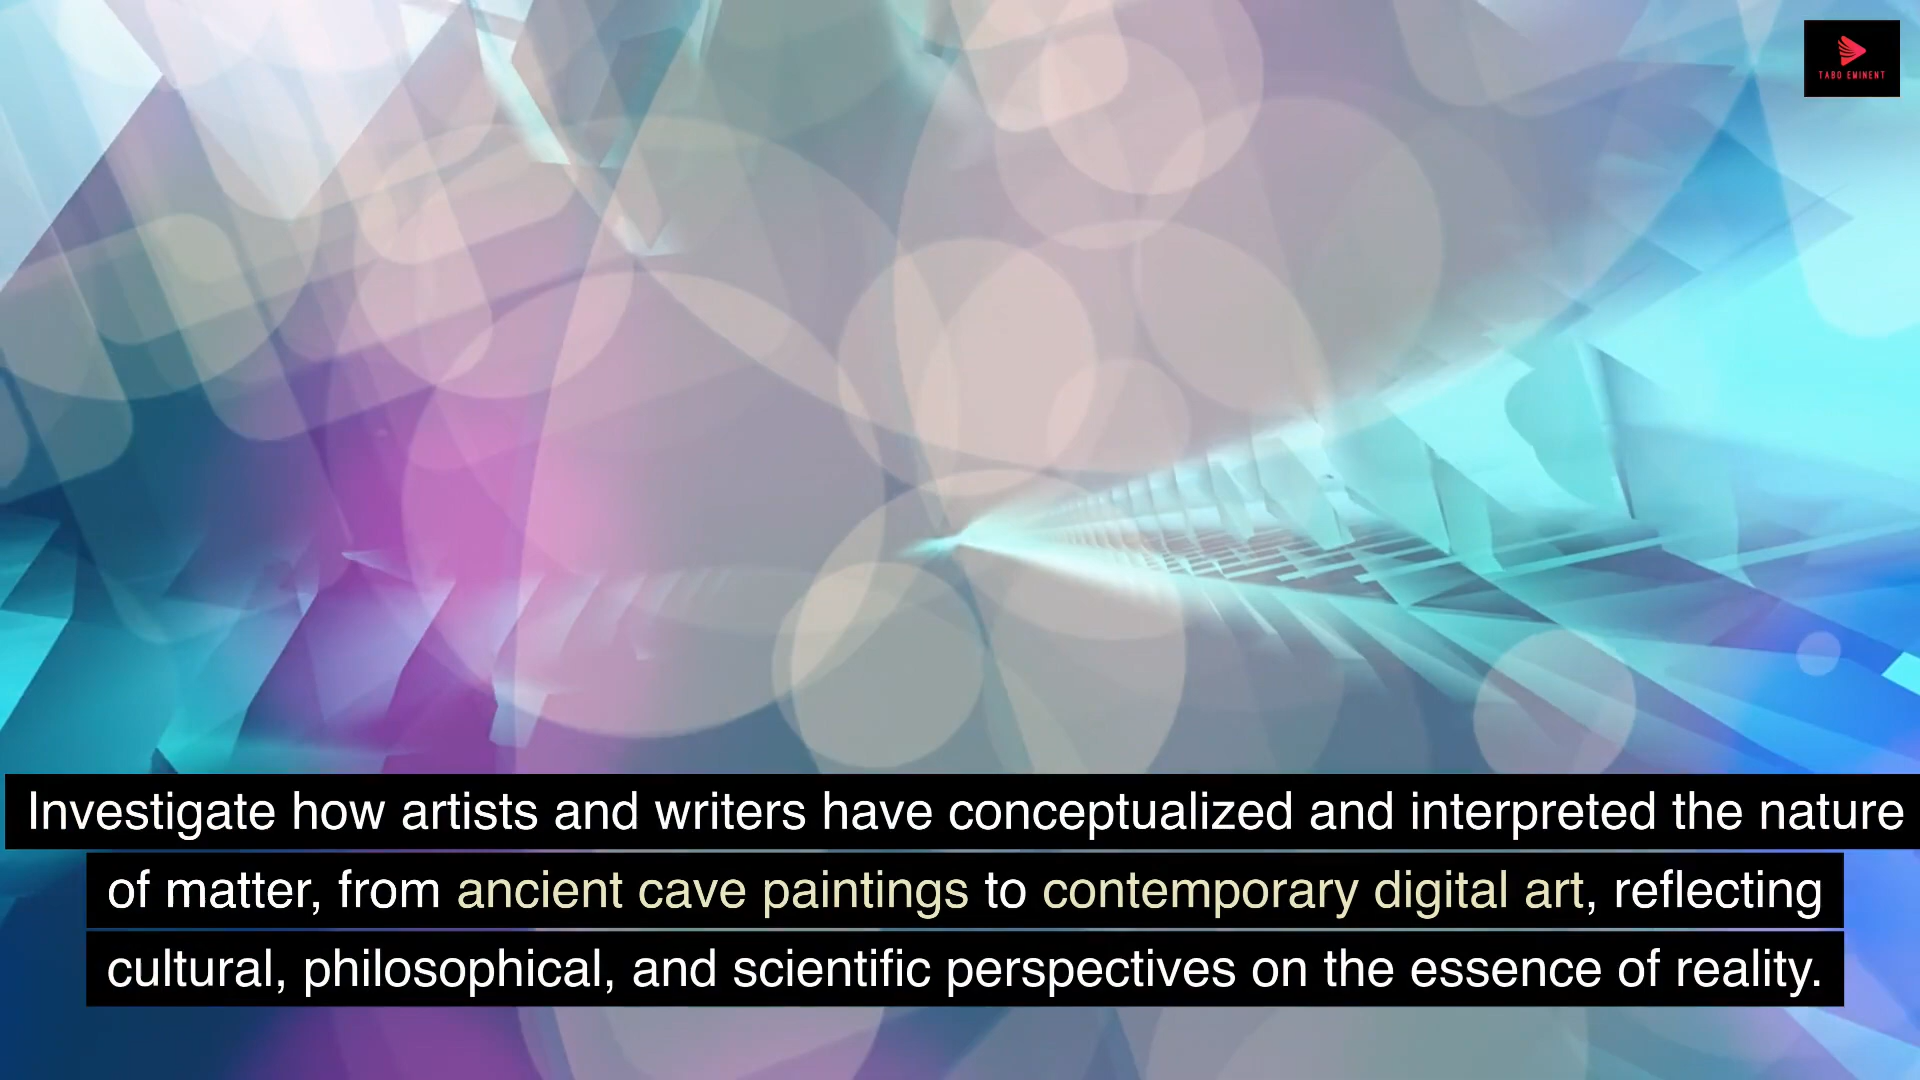 TABO EMINENT
Investigate how artists and writers have conceptualized and interpreted the nature
of matter, from ancient cave paintings to contemporary digital art, reflecting
cultural, philosophical, and scientific perspectives on the essence of reality.